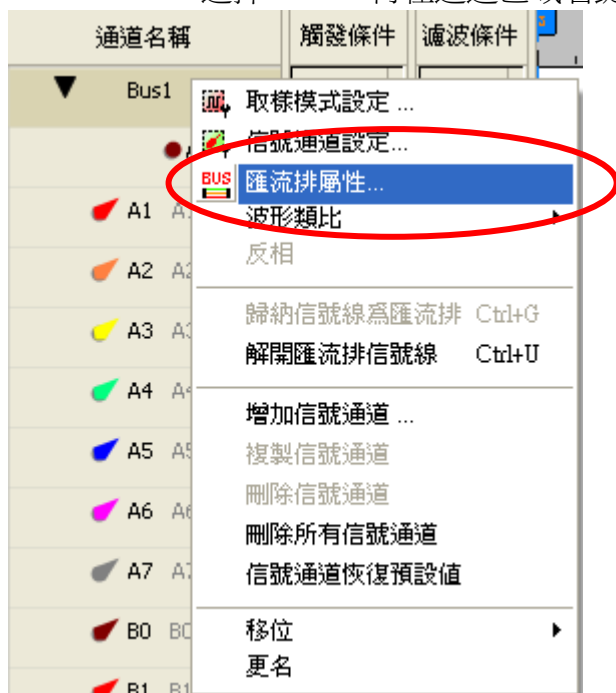 通道名稱 觸發條件 濾波條件
Bus1
取樣模式設定 ...
信號通道設定...
BUS 匯流排屬性...
A1
波形類比
A2
反相
A3
歸納信號線爲匯流排 Ctrl+G
解開匯流排信號線 Ctrl+U
A4
增加信號通道 ...
A5 A5
複製信號通道
刪除信號通道
A6
刪除所有信號通道
A7
信號通道恢復預設值
B0
移位
更名
B1 B1